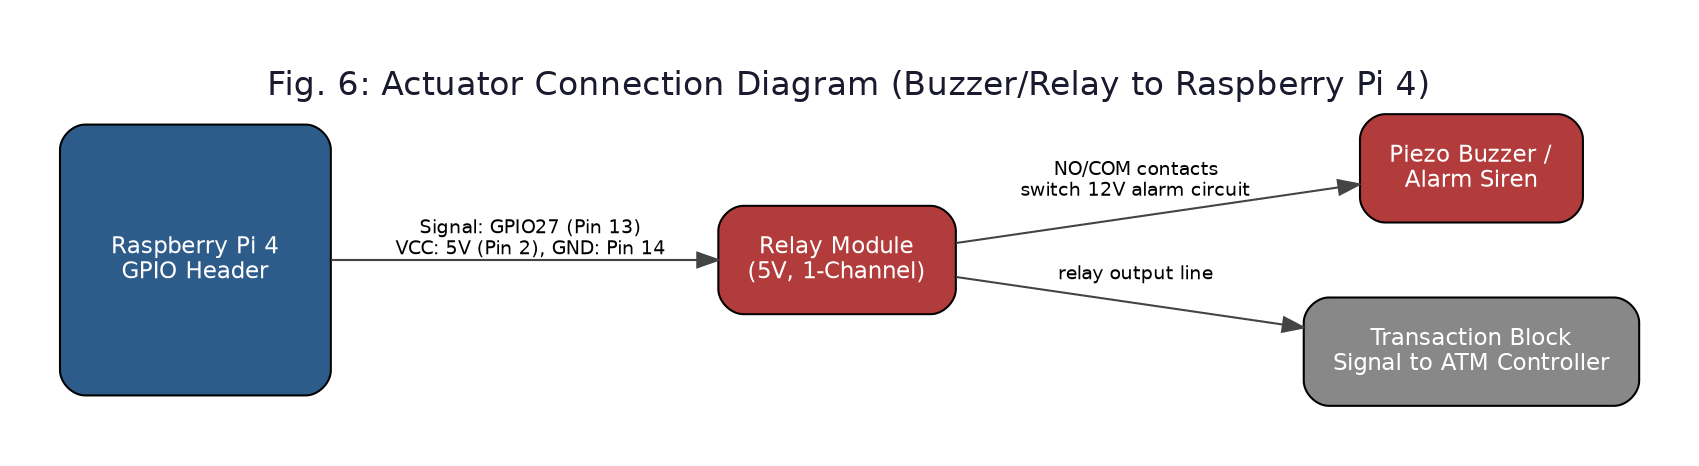 Fig. 6: Actuator Connection Diagram (Buzzer/Relay to Raspberry Pi 4)
Raspberry Pi 4
GPIO Header
Signal: GPIO27 (Pin 13)
VCC: 5V (Pin 2), GND: Pin 14
Relay Module
(5V, 1-Channel)
NO/COM contacts
switch 12V alarm circuit
Piezo Buzzer /
Alarm Siren
relay output line
Transaction Block
Signal to ATM Controller